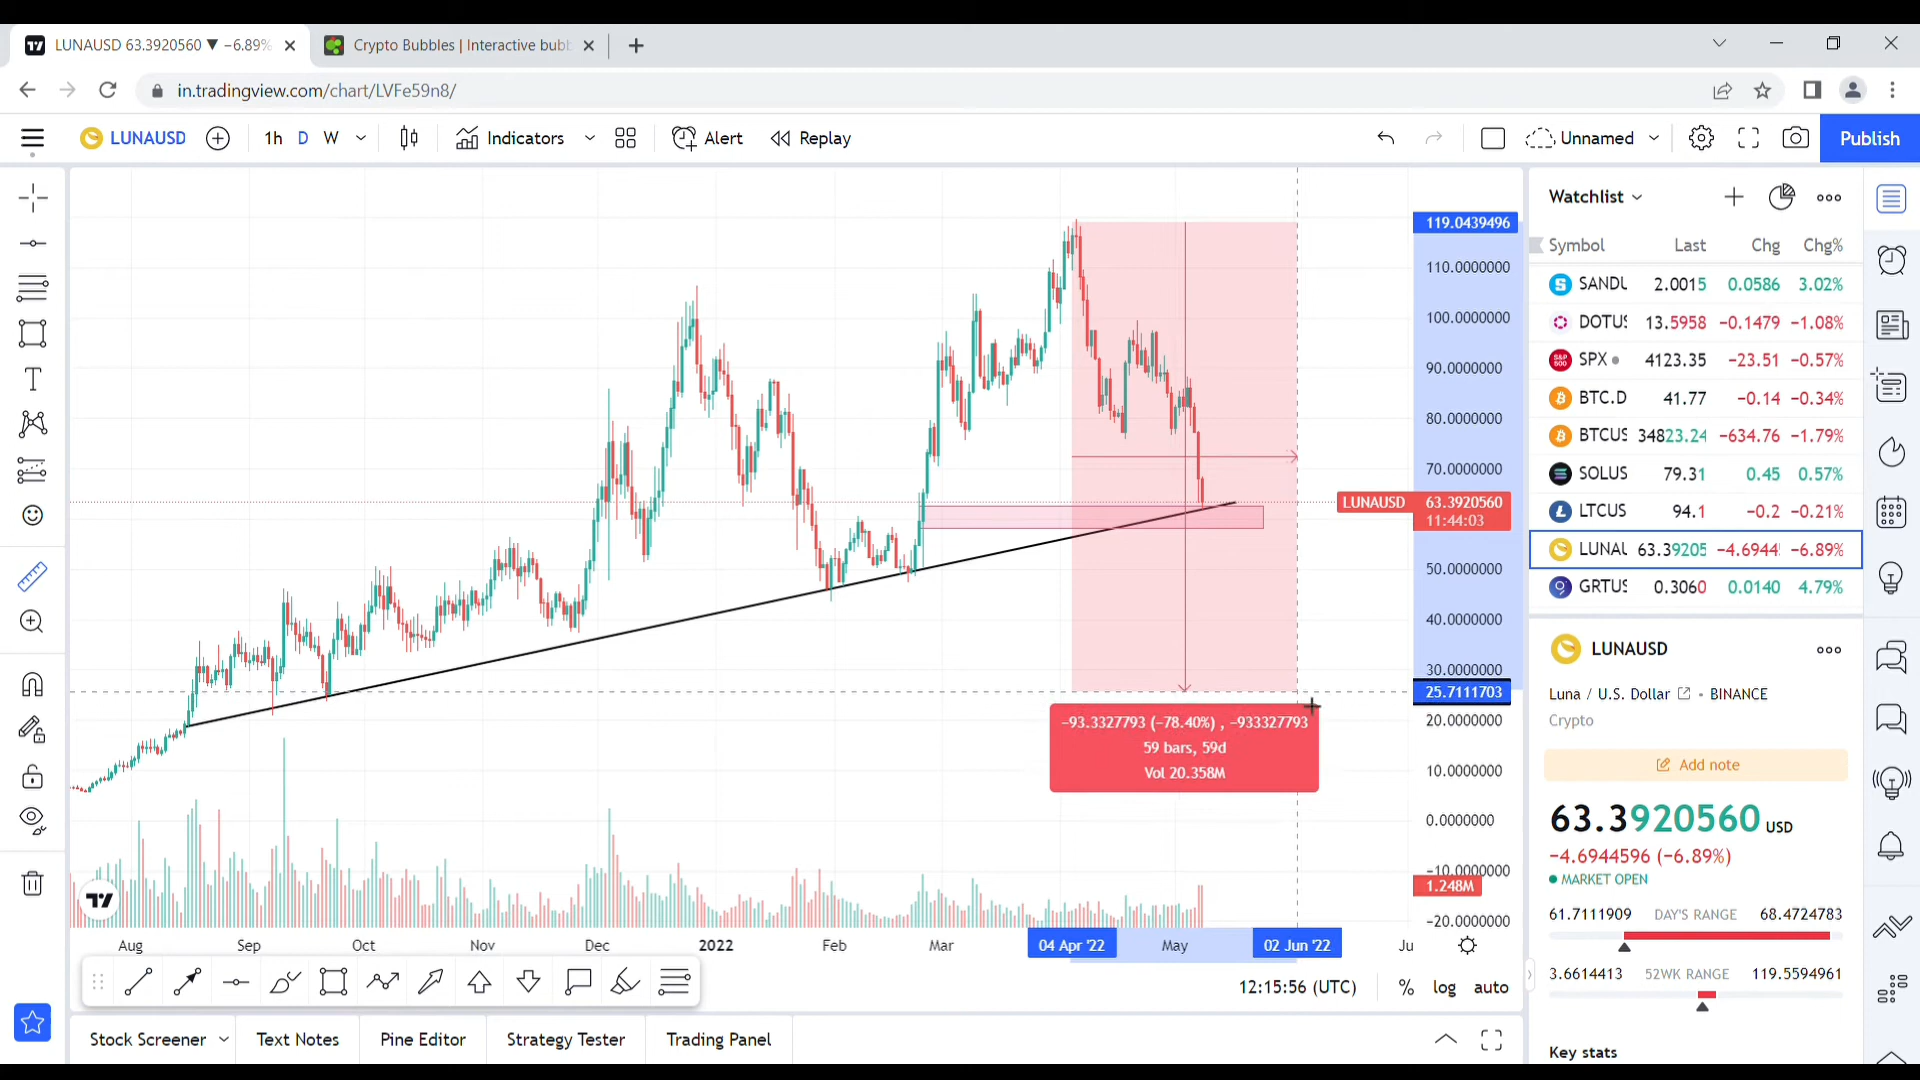 LUNAUSD 63.3920560 ▼ −6.89%
Crypto Bubbles | Interactive bubb
in.tradingview.com/chart/LVFe59n8/
LUNAUSD
1h D W
Indicators
Alert
Replay
Unnamed
Publish
119.0439496
110.0000000
100.0000000
90.0000000
80.0000000
70.0000000
LUNAUSD 63.3920560
11:44:03
50.0000000
40.0000000
30.0000000
25.7111703
20.0000000
10.0000000
0.0000000
−10.0000000
1.248M
−20.0000000
−93.3327793 (−78.40%) , −933327793
59 bars, 59d
Vol 20.358M
Aug Sep Oct Nov Dec 2022 Feb Mar 04 Apr '22 May 02 Jun '22 Ju
12:15:56 (UTC) % log auto
Stock Screener Text Notes Pine Editor Strategy Tester Trading Panel
Watchlist
Symbol Last Chg Chg%
SANDU 2.0015 0.0586 3.02%
DOTUS 13.5958 −0.1479 −1.08%
SPX 4123.35 −23.51 −0.57%
BTC.D 41.77 −0.14 −0.34%
BTCUS 34823.24 −634.76 −1.79%
SOLUS 79.31 0.45 0.57%
LTCUS 94.1 −0.2 −0.21%
LUNAU 63.39205 −4.6944 −6.89%
GRTUS 0.3060 0.0140 4.79%
LUNAUSD
Luna / U.S. Dollar • BINANCE
Crypto
Add note
63.3920560 USD
−4.6944596 (−6.89%)
MARKET OPEN
61.7111909 DAY'S RANGE 68.4724783
3.6614413 52WK RANGE 119.5594961
Key stats